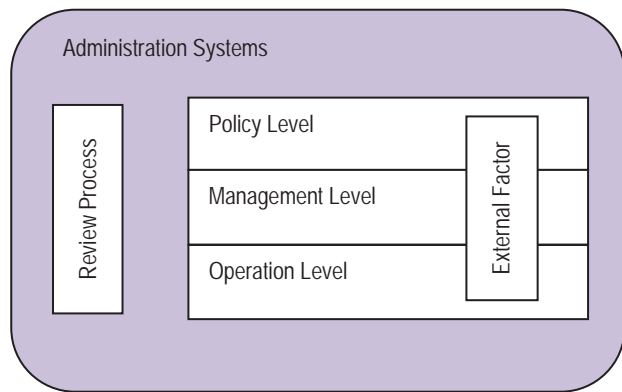 Administration Systems
Review Process
Policy Level
Management Level
Operation Level
External Factor